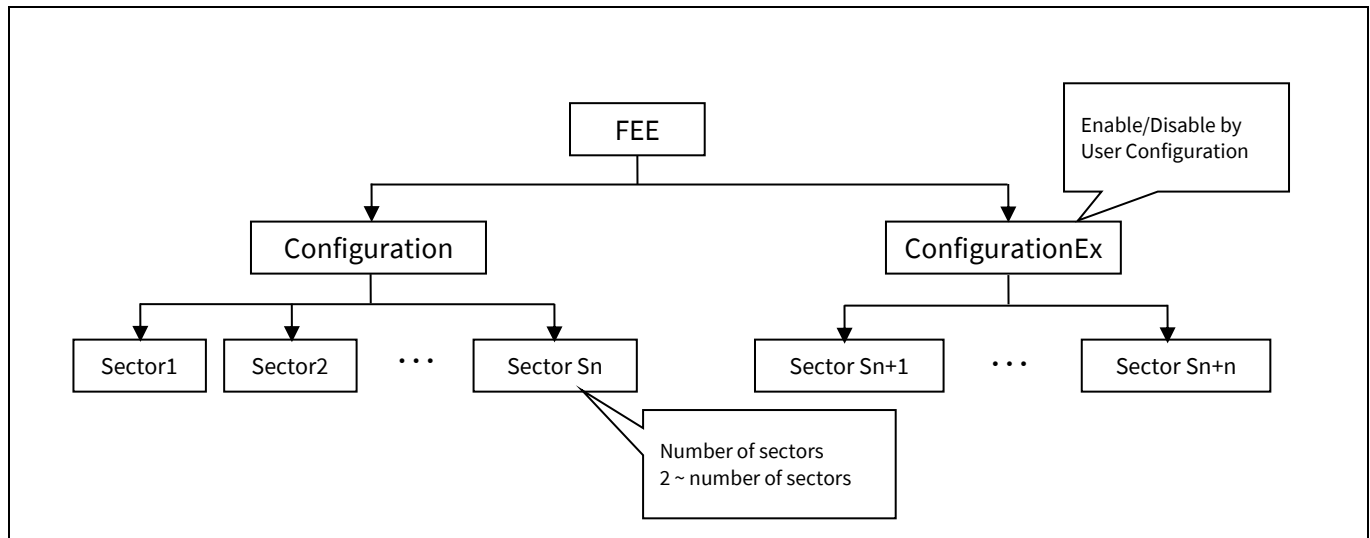 FEE
Enable/Disable by
User Configuration
Configuration
ConfigurationEx
Sector1
Sector2
...
Sector Sn
Sector Sn+1
...
Sector Sn+n
Number of sectors
2 ~ number of sectors